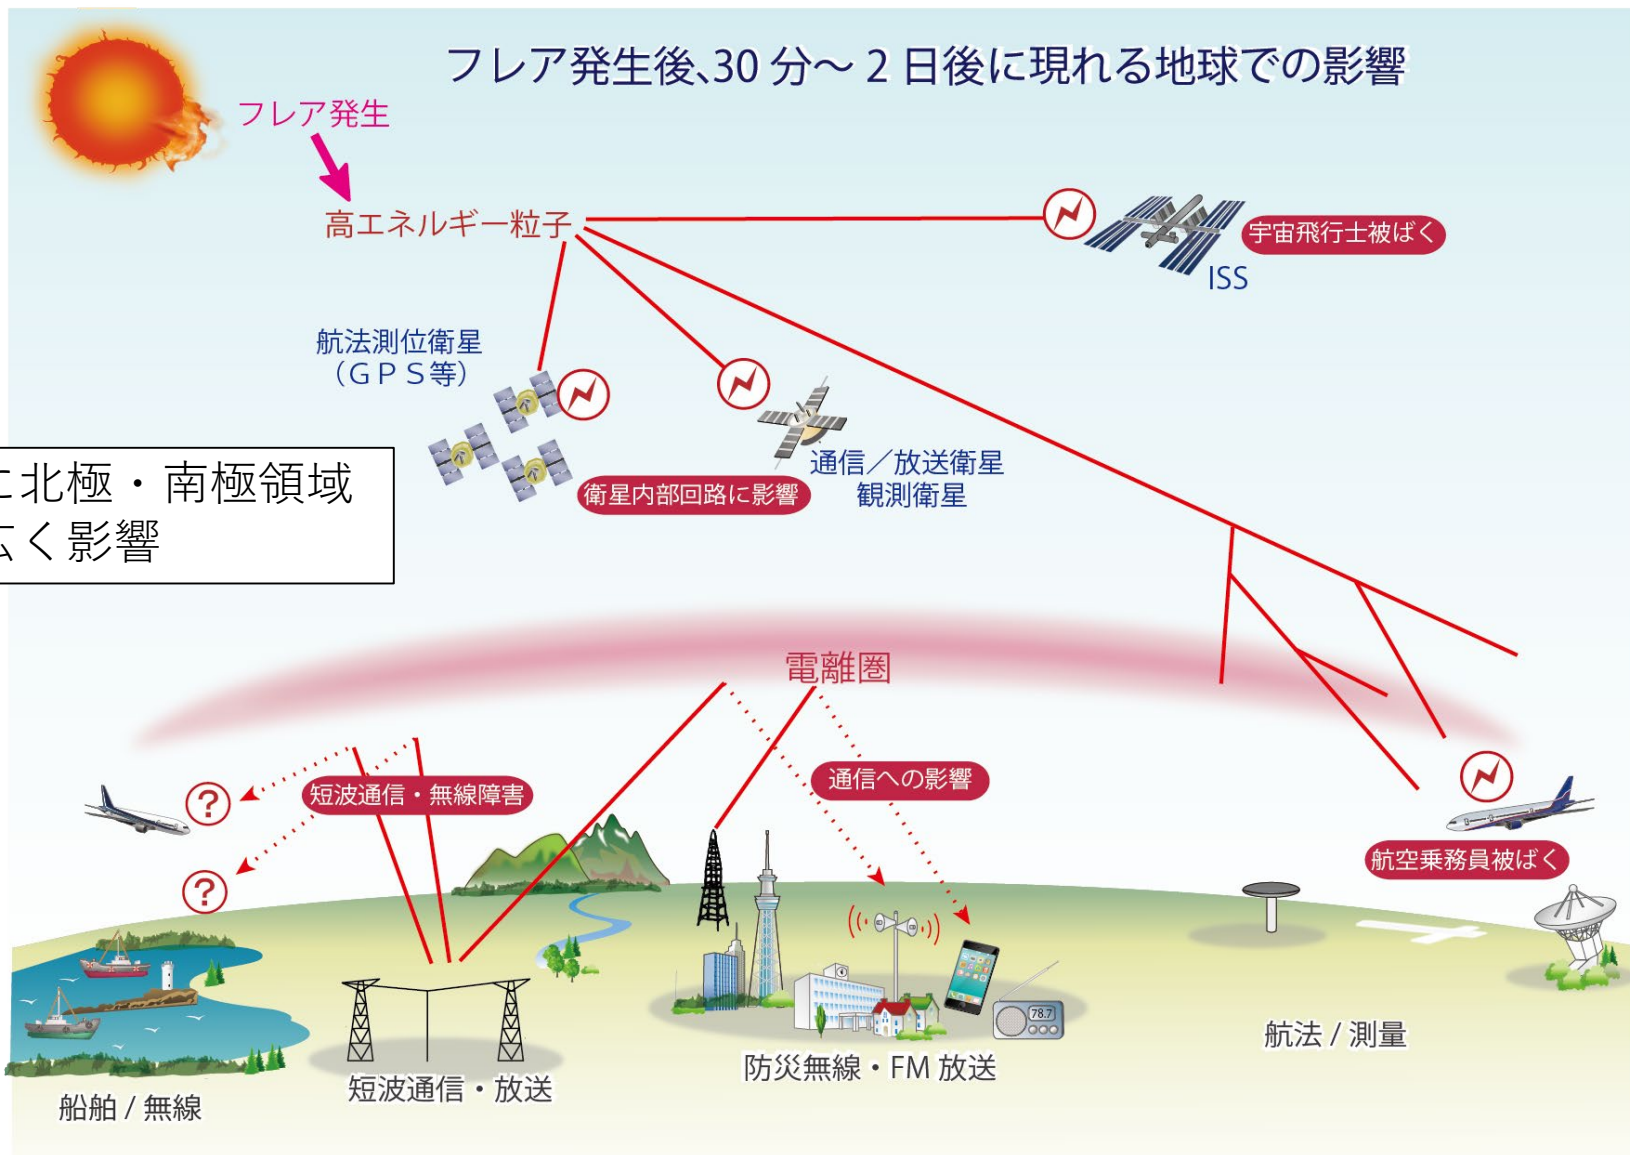 フレア発生後、30 分～ 2 日後に現れる地球での影響
フレア発生
高エネルギー粒子
宇宙飛行士被ばく
ISS
航法測位衛星
（ＧＰＳ等）
通信／放送衛星
観測衛星
衛星内部回路に影響
に北極・南極領域
広く影響
電離圏
短波通信・無線障害
通信への影響
?
?
航空乗務員被ばく
78.7
航法 / 測量
防災無線・FM 放送
短波通信・放送
船舶 / 無線